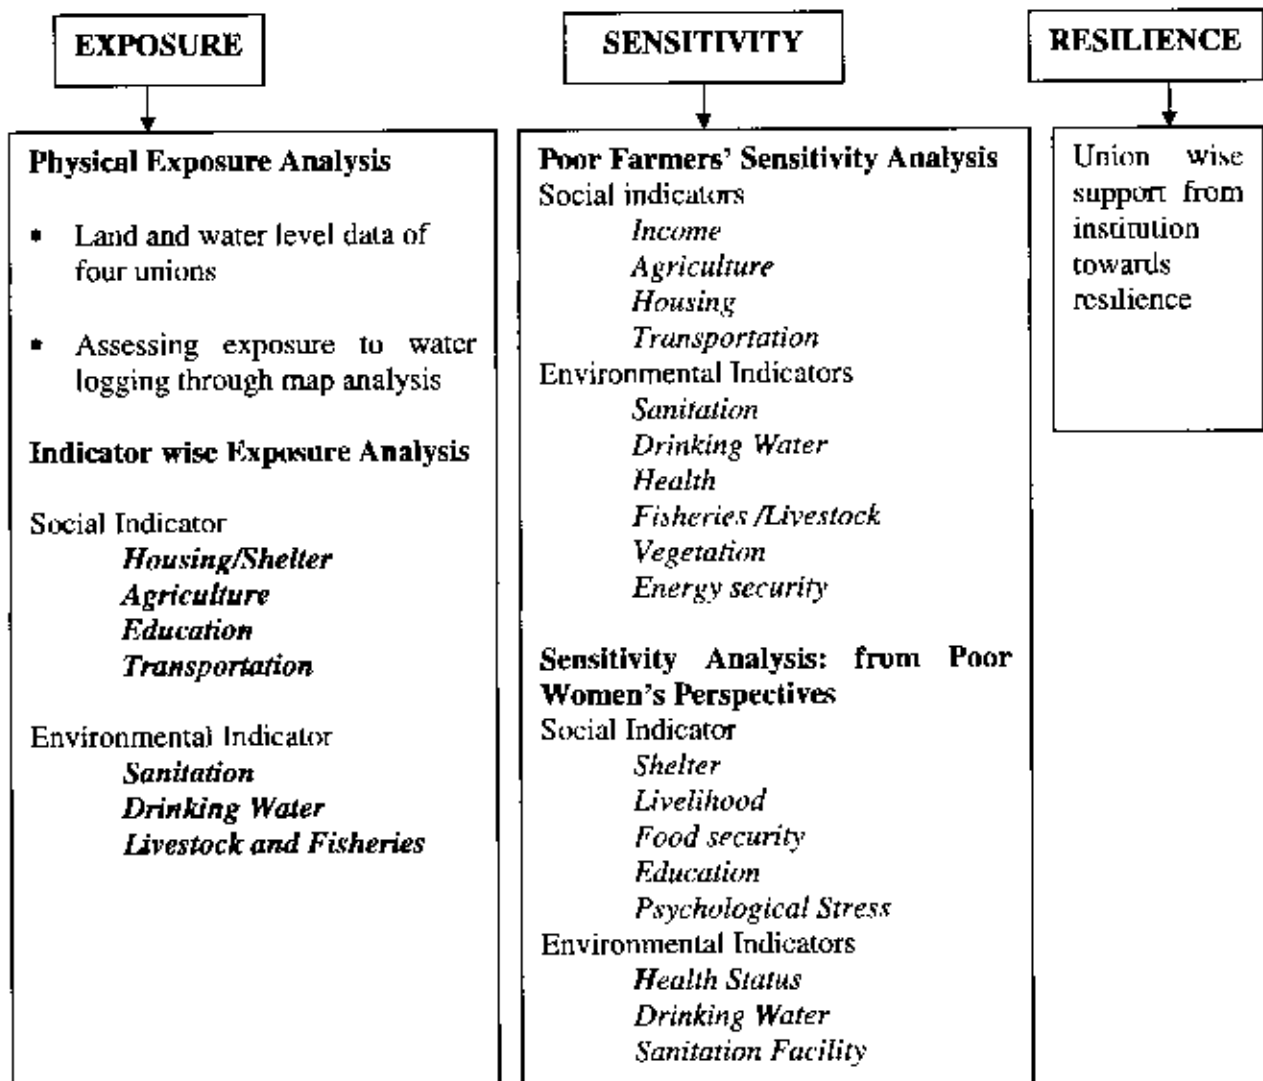 EXPOSURE
SENSITIVITY
RESILIENCE
Physical Exposure Analysis
▪ Land and water level data of
four unions
▪ Assessing exposure to water
logging through map analysis
Indicator wise Exposure Analysis
Social Indicator
Housing/Shelter
Agriculture
Education
Transportation
Environmental Indicator
Sanitation
Drinking Water
Livestock and Fisheries
Poor Farmers' Sensitivity Analysis
Social indicators
Income
Agriculture
Housing
Transportation
Environmental Indicators
Sanitation
Drinking Water
Health
Fisheries /Livestock
Vegetation
Energy security
Sensitivity Analysis: from Poor
Women's Perspectives
Social Indicator
Shelter
Livelihood
Food security
Education
Psychological Stress
Environmental Indicators
Health Status
Drinking Water
Sanitation Facility
Union wise
support from
institution
towards
resilience